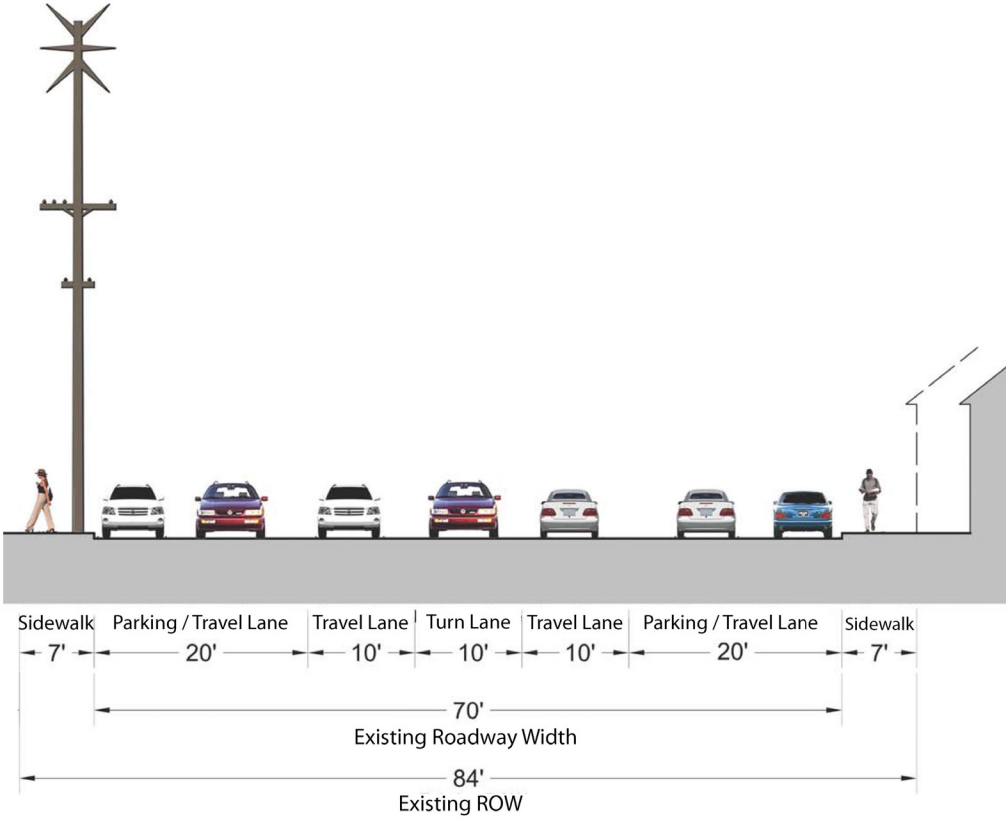 Sidewalk Parking / Travel Lane Travel Lane Turn Lane Travel Lane Parking / Travel Lane Sidewalk
7' 20' 10' 10' 10' 20' 7'
70'
Existing Roadway Width
84'
Existing ROW